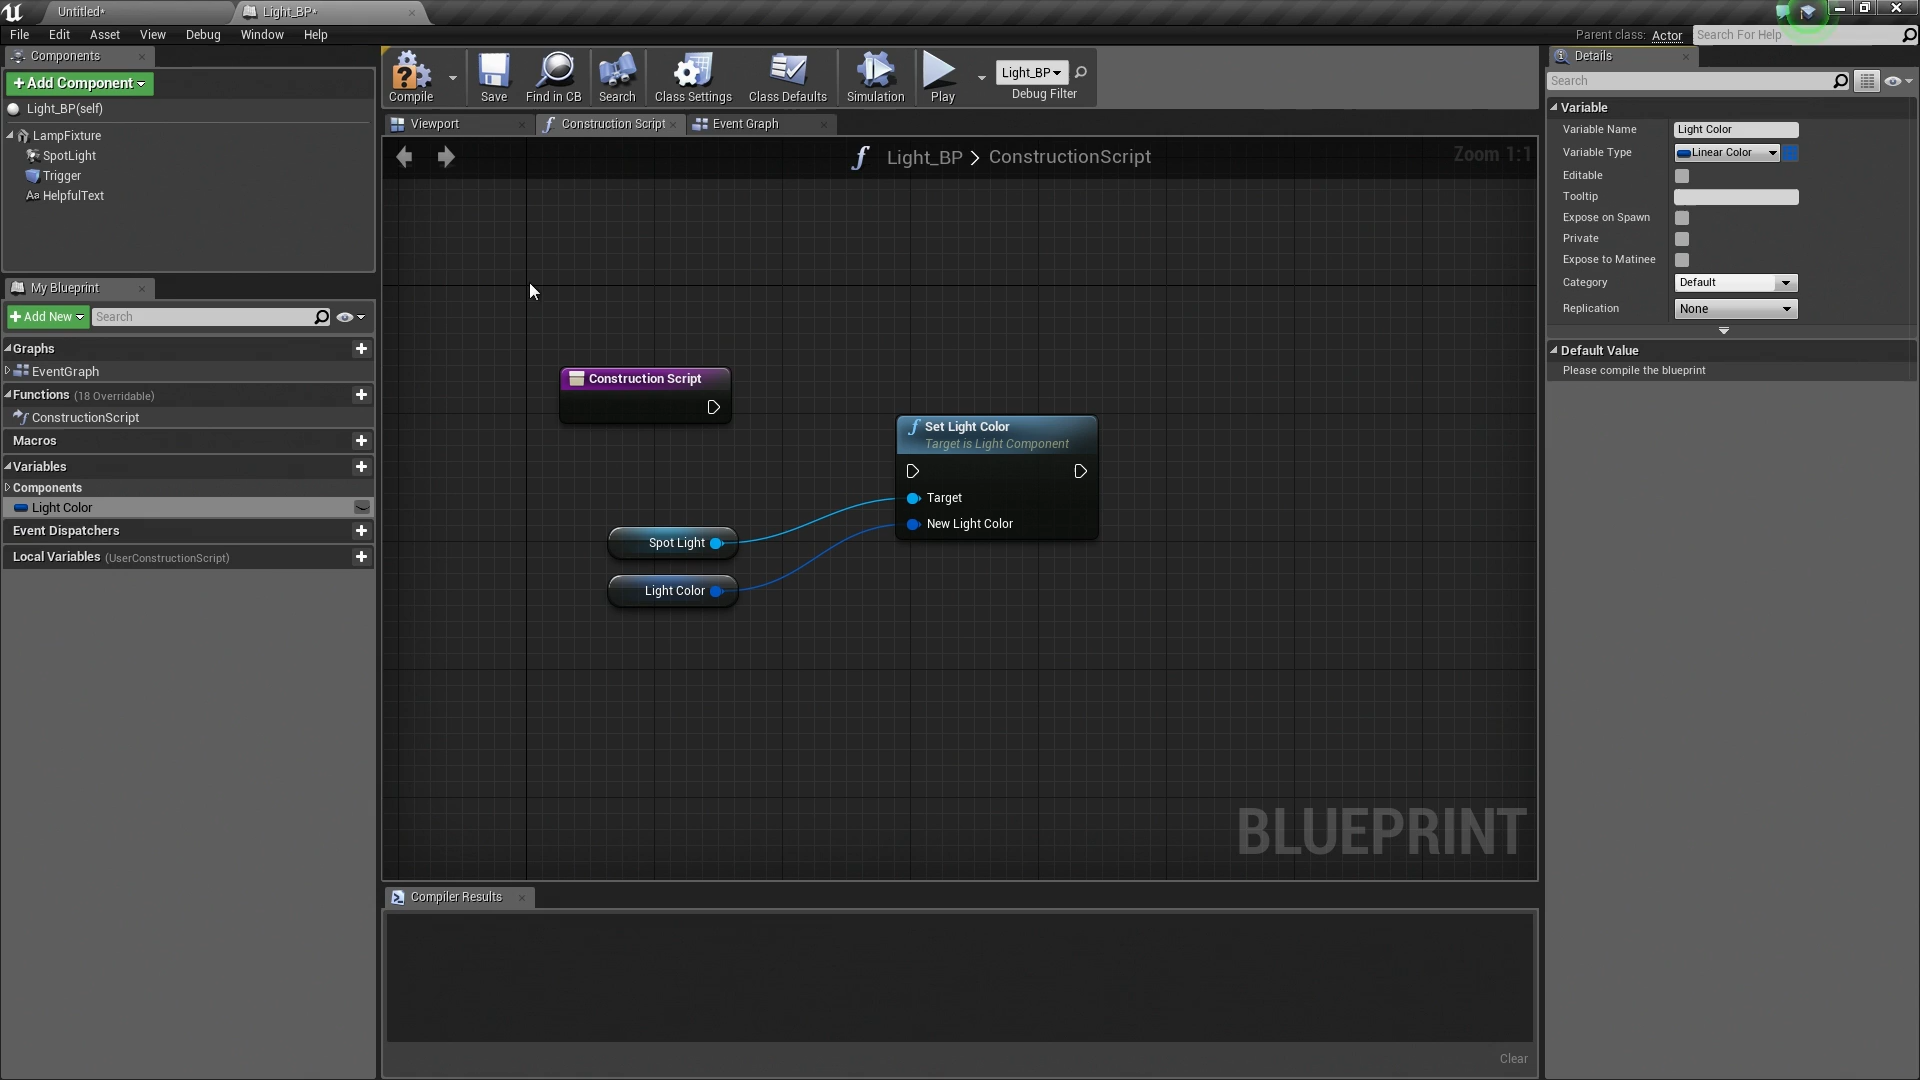 Untitled*
Light_BP*
File Edit Asset View Debug Window Help
Parent class: Actor Search For Help
Components
+Add Component
Light_BP(self)
LampFixture
SpotLight
Trigger
Aa HelpfulText
My Blueprint
+Add New Search
Graphs
EventGraph
Functions (18 Overridable)
ConstructionScript
Macros
Variables
Components
Light Color
Event Dispatchers
Local Variables (UserConstructionScript)
Compile Save Find in CB Search Class Settings Class Defaults Simulation Play
Light_BP
Debug Filter
Viewport Construction Script Event Graph
Light_BP > ConstructionScript
Zoom 1:1
Construction Script
Set Light Color
Target is Light Component
Target
New Light Color
Spot Light
Light Color
BLUEPRINT
Compiler Results
Clear
Details
Search
Variable
Variable Name Light Color
Variable Type Linear Color
Editable
Tooltip
Expose on Spawn
Private
Expose to Matinee
Category Default
Replication None
Default Value
Please compile the blueprint